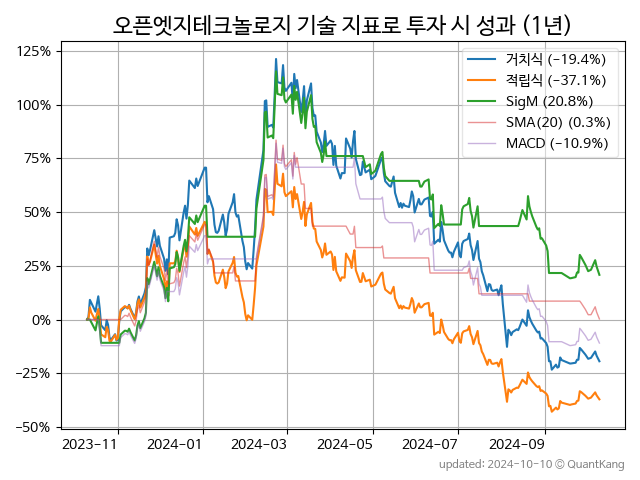 오픈엣지테크놀로지 기술 지표로 투자 시 성과 (1년)
125%
100%
75%
50%
25%
0%
−25%
−50%
거치식 (−19.4%)
적립식 (−37.1%)
SigM (20.8%)
SMA(20) (0.3%)
MACD (−10.9%)
2023-11
2024-01
2024-03
2024-05
2024-07
2024-09
updated: 2024-10-10 © QuantKang